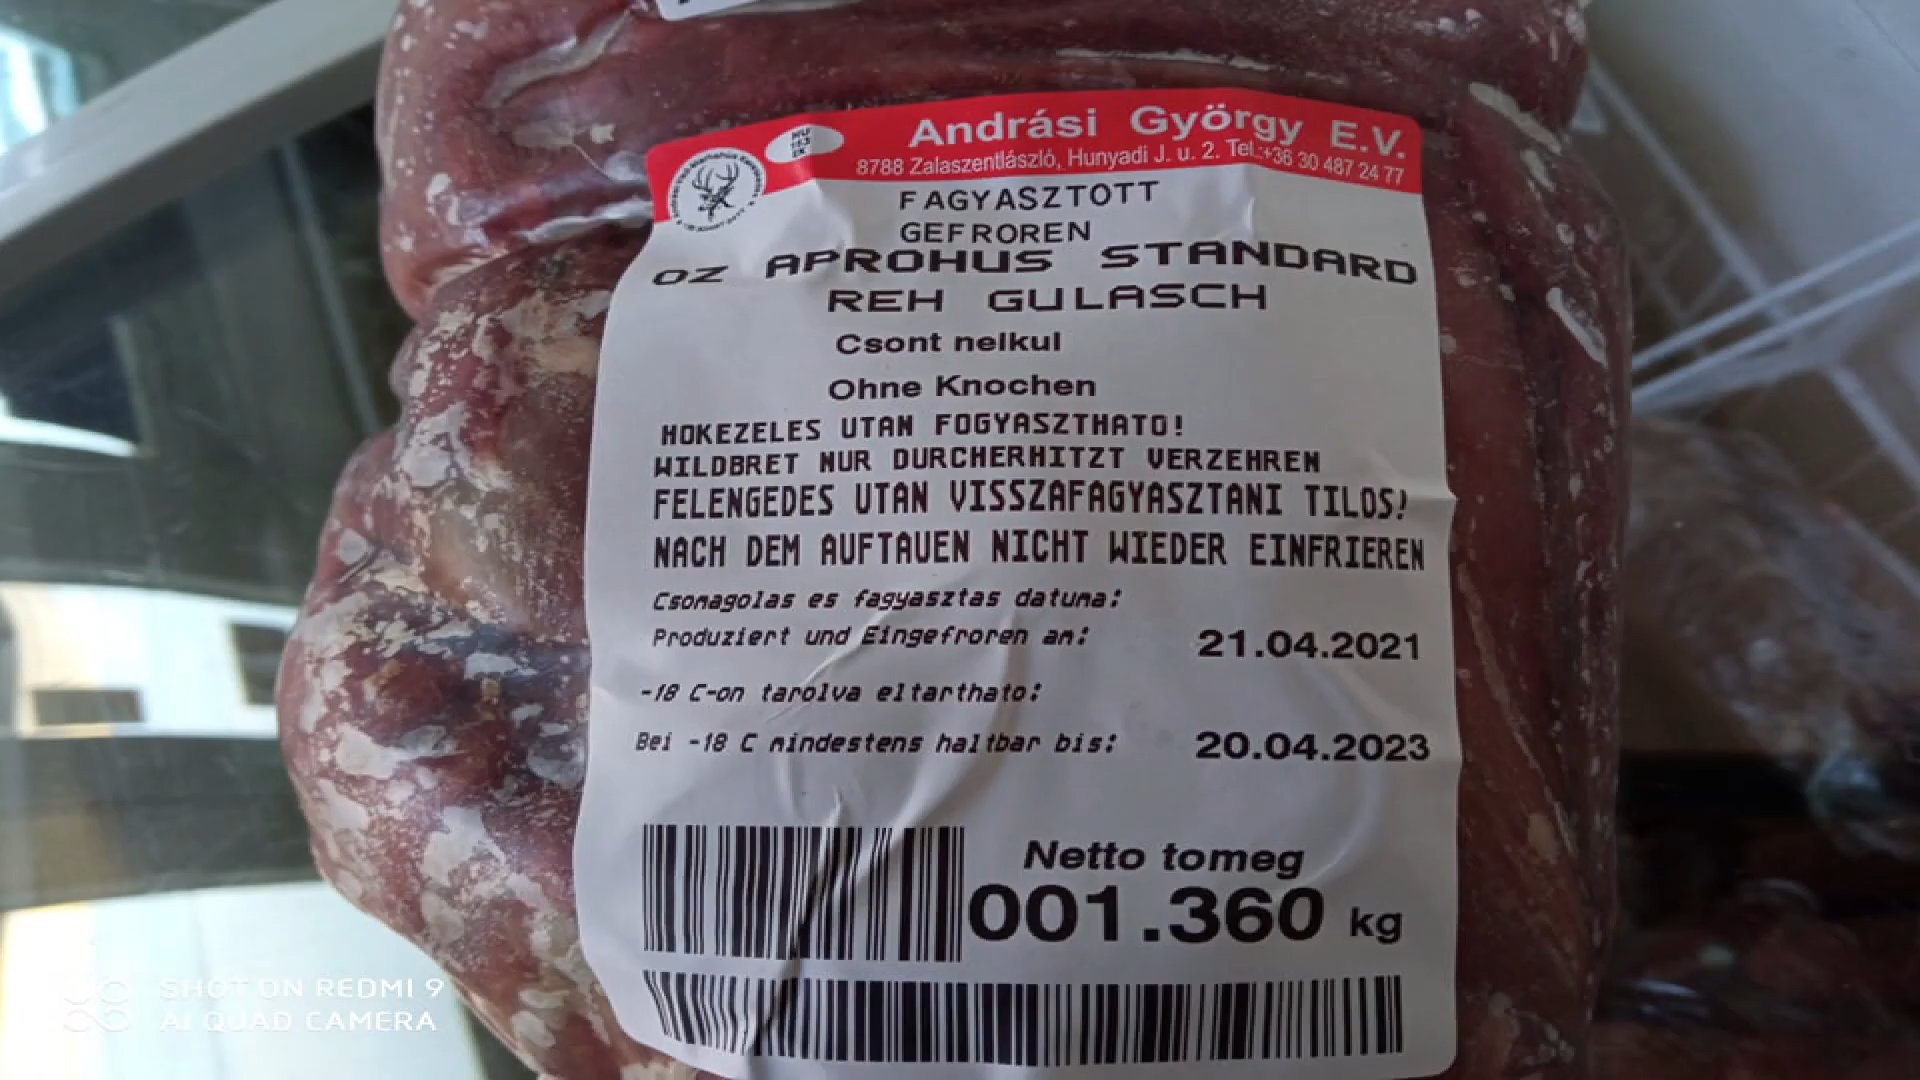 Andrási György E.V.
8788 Zalaszentlászló, Hunyadi J. u. 2. Tel.:+36 30 487 24 77
FAGYASZTOTT
GEFROREN
OZ APROHUS STANDARD
REH GULASCH
Csont nelkul
Ohne Knochen
HOKEZELES UTAN FOGYASZTHATO!
WILDBRET NUR DURCHERHITZT VERZEHREN
FELENGEDES UTAN VISSZAFAGYASZTANI TILOS!
NACH DEM AUFTAUEN NICHT WIEDER EINFRIEREN
Csomagolas es fagyasztas datuma:
Produziert und Eingefroren am: 21.04.2021
-18 C-on tarolva eltarthato:
Bei -18 C mindestens haltbar bis: 20.04.2023
Netto tomeg
001.360 kg
SHOT ON REDMI 9
AI QUAD CAMERA